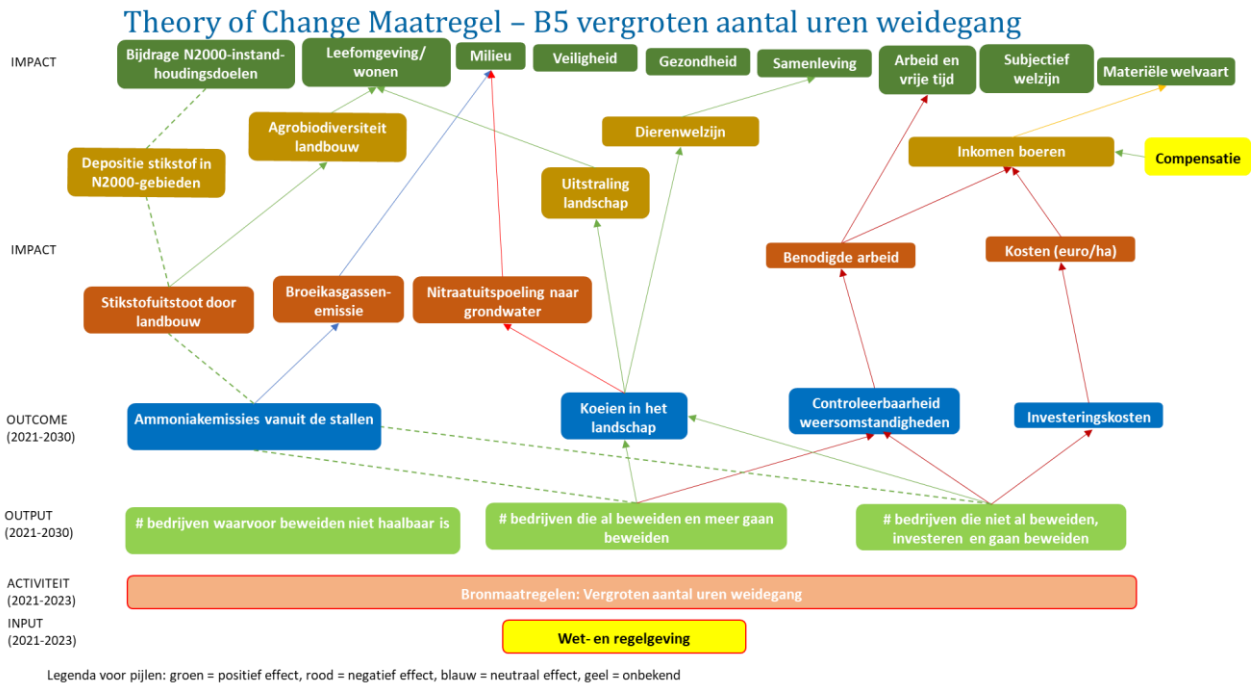 Theory of Change Maatregel – B5 vergroten aantal uren weidegang
IMPACT
Bijdrage N2000-instand-
houdingsdoelen
Leefomgeving/
wonen
Milieu
Veiligheid
Gezondheid
Samenleving
Arbeid en
vrije tijd
Subjectief
welzijn
Materiële welvaart
Agrobiodiversiteit
landbouw
Dierenwelzijn
Depositie stikstof in
N2000-gebieden
Inkomen boeren
Compensatie
Uitstraling
landschap
IMPACT
Benodigde arbeid
Kosten (euro/ha)
Stikstofuitstoot door
landbouw
Broeikasgassen-
emissie
Nitraatuitspoeling naar
grondwater
OUTCOME
(2021-2030)
Ammoniakemissies vanuit de stallen
Koeien in het
landschap
Controleerbaarheid
weersomstandigheden
Investeringskosten
OUTPUT
(2021-2030)
# bedrijven waarvoor beweiden niet haalbaar is
# bedrijven die al beweiden en meer gaan
beweiden
# bedrijven die niet al beweiden,
investeren en gaan beweiden
ACTIVITEIT
(2021-2023)
Bronmaatregelen: Vergroten aantal uren weidegang
INPUT
(2021-2023)
Wet- en regelgeving
Legenda voor pijlen: groen = positief effect, rood = negatief effect, blauw = neutraal effect, geel = onbekend